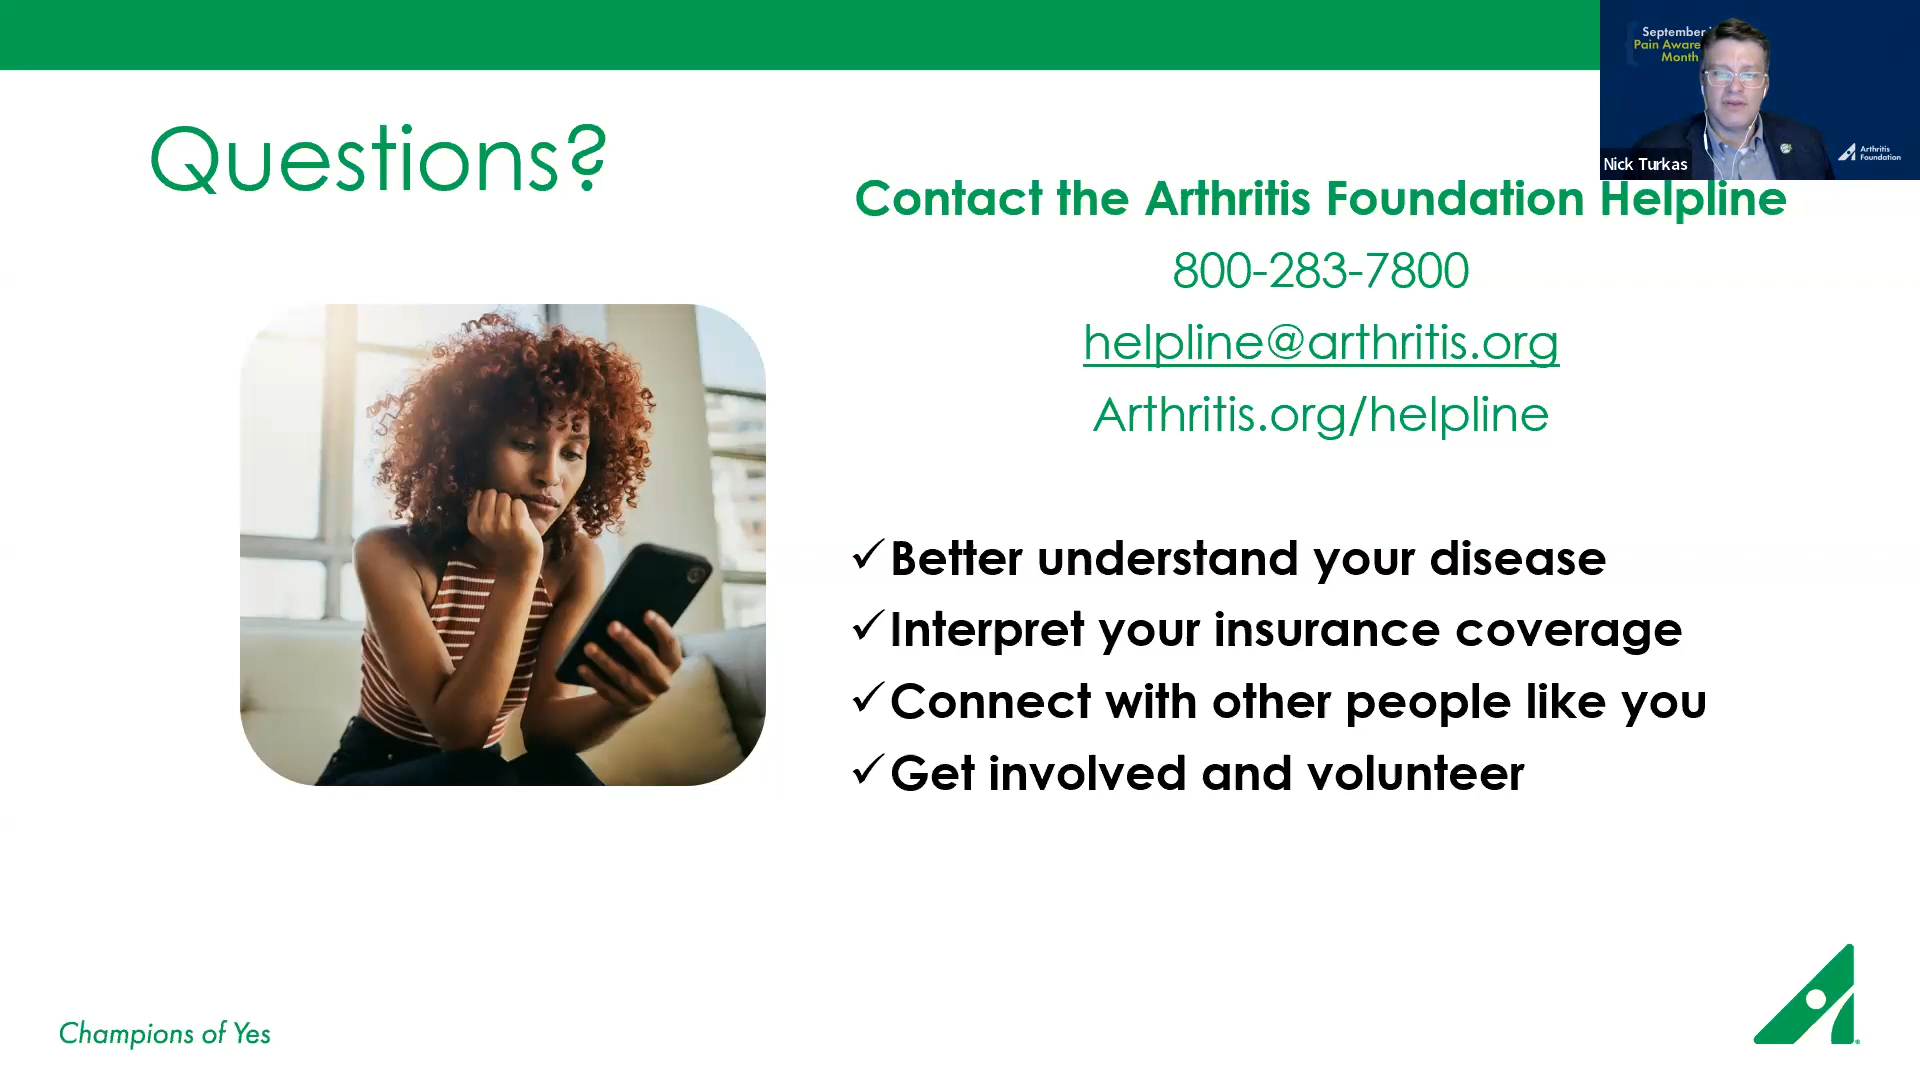 September
Pain Aware
Month
Arthritis
Foundation
Nick Turkas
Questions?
Contact the Arthritis Foundation Helpline
800-283-7800
helpline@arthritis.org
Arthritis.org/helpline
✓Better understand your disease
✓Interpret your insurance coverage
✓Connect with other people like you
✓Get involved and volunteer
Champions of Yes